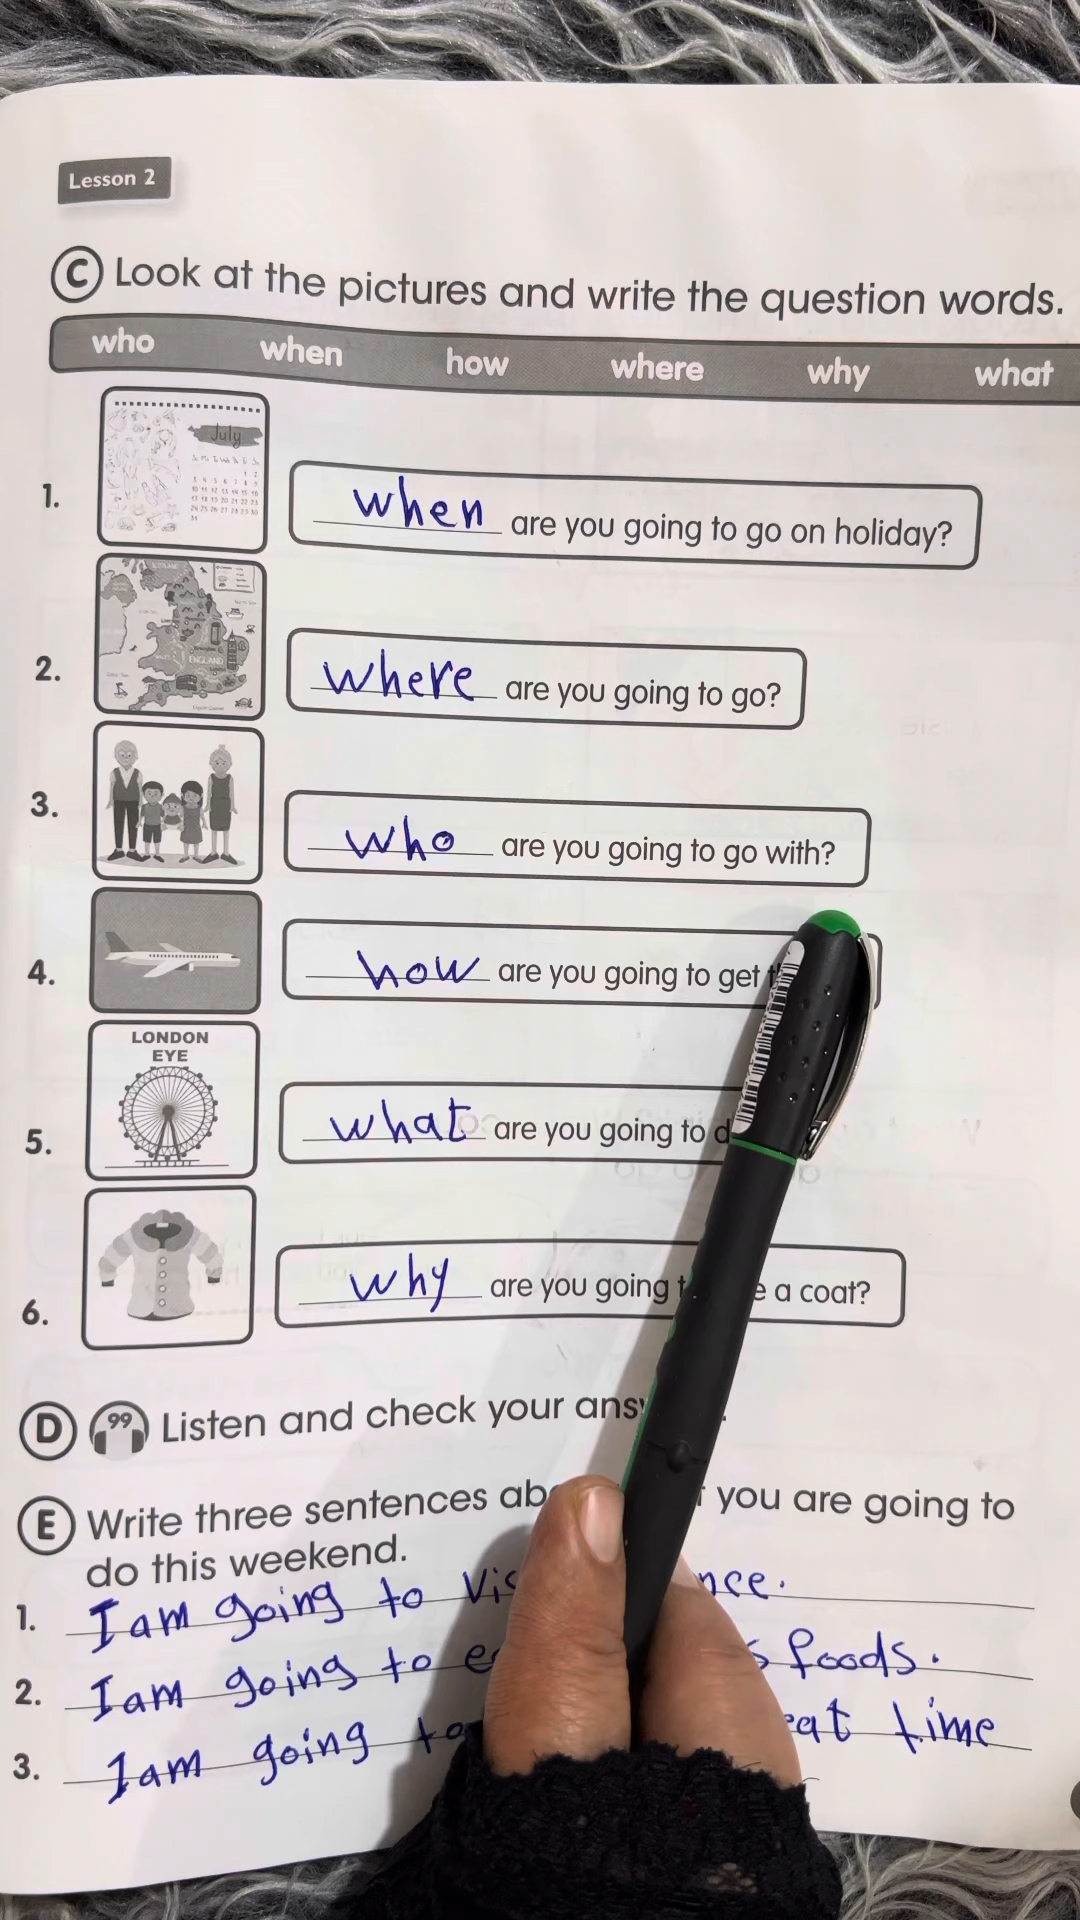 Lesson 2
C Look at the pictures and write the question words.
who when how where why what
July
1. when are you going to go on holiday?
ENGLAND
2. where are you going to go?
3. who are you going to go with?
4. how are you going to get
LONDON
EYE
5. what are you going to
6. why are you going a coat?
D 99 Listen and check your
E Write three sentences you are going to
do this weekend.
1. I am going to
2. I am going to foods.
3. I am going to time